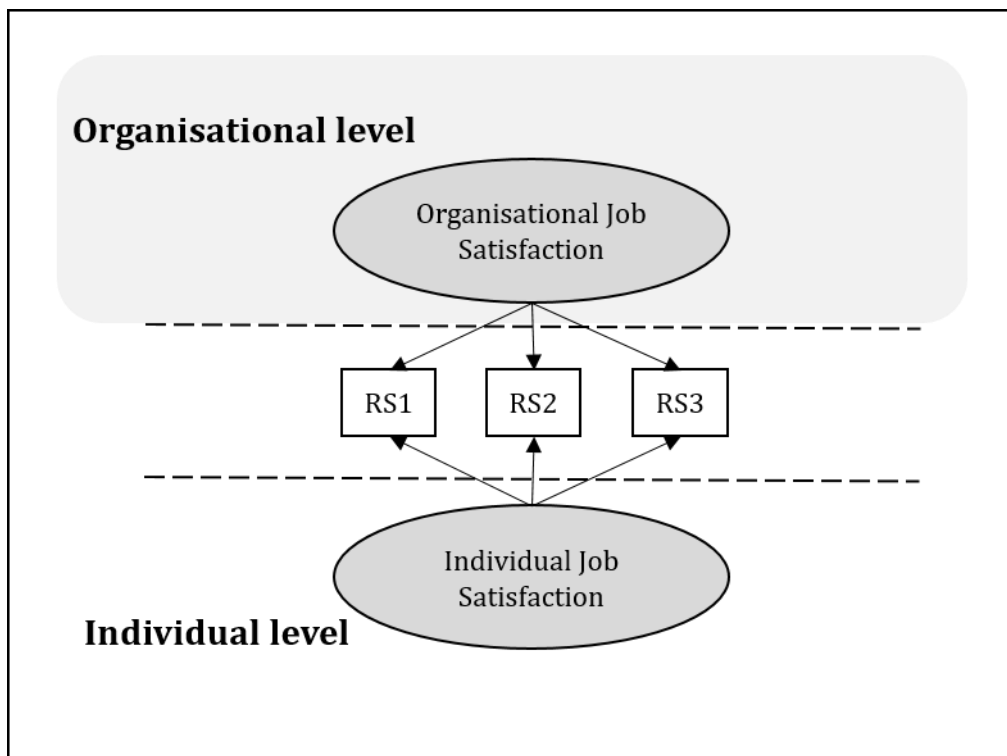 Organisational level
Organisational Job
Satisfaction
RS1 RS2 RS3
Individual Job
Satisfaction
Individual level